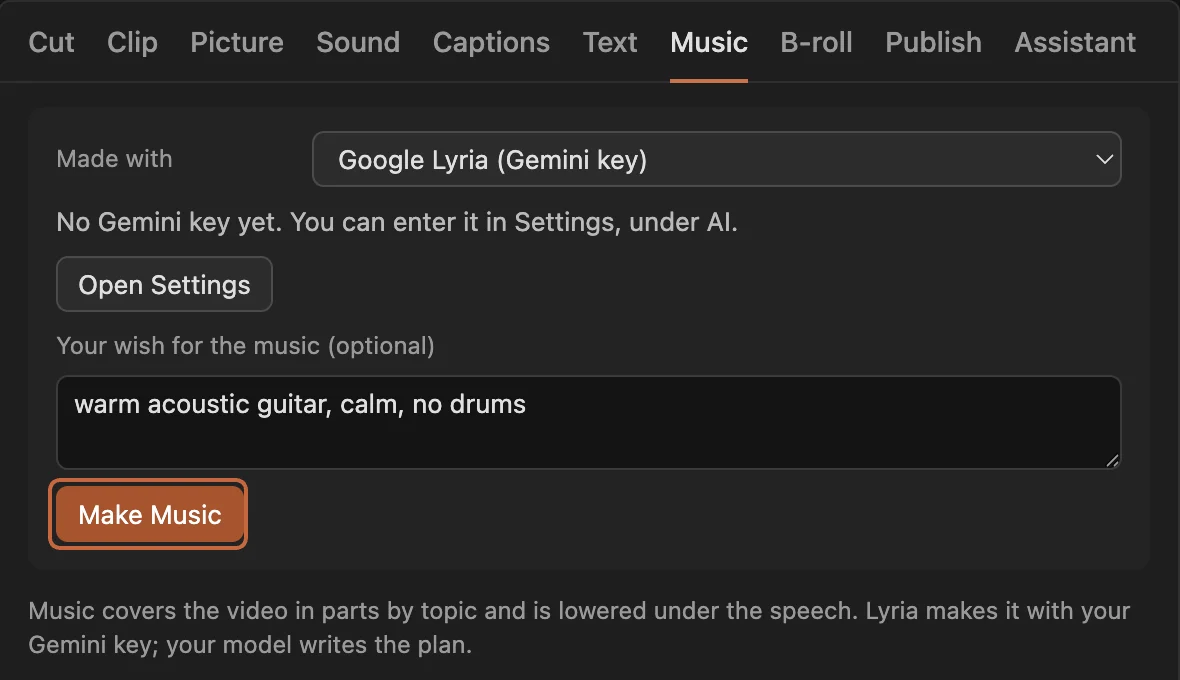 Cut Clip Picture Sound Captions Text Music B-roll Publish Assistant
Made with
Google Lyria (Gemini key)
No Gemini key yet. You can enter it in Settings, under AI.
Open Settings
Your wish for the music (optional)
warm acoustic guitar, calm, no drums
Make Music
Music covers the video in parts by topic and is lowered under the speech. Lyria makes it with your
Gemini key; your model writes the plan.